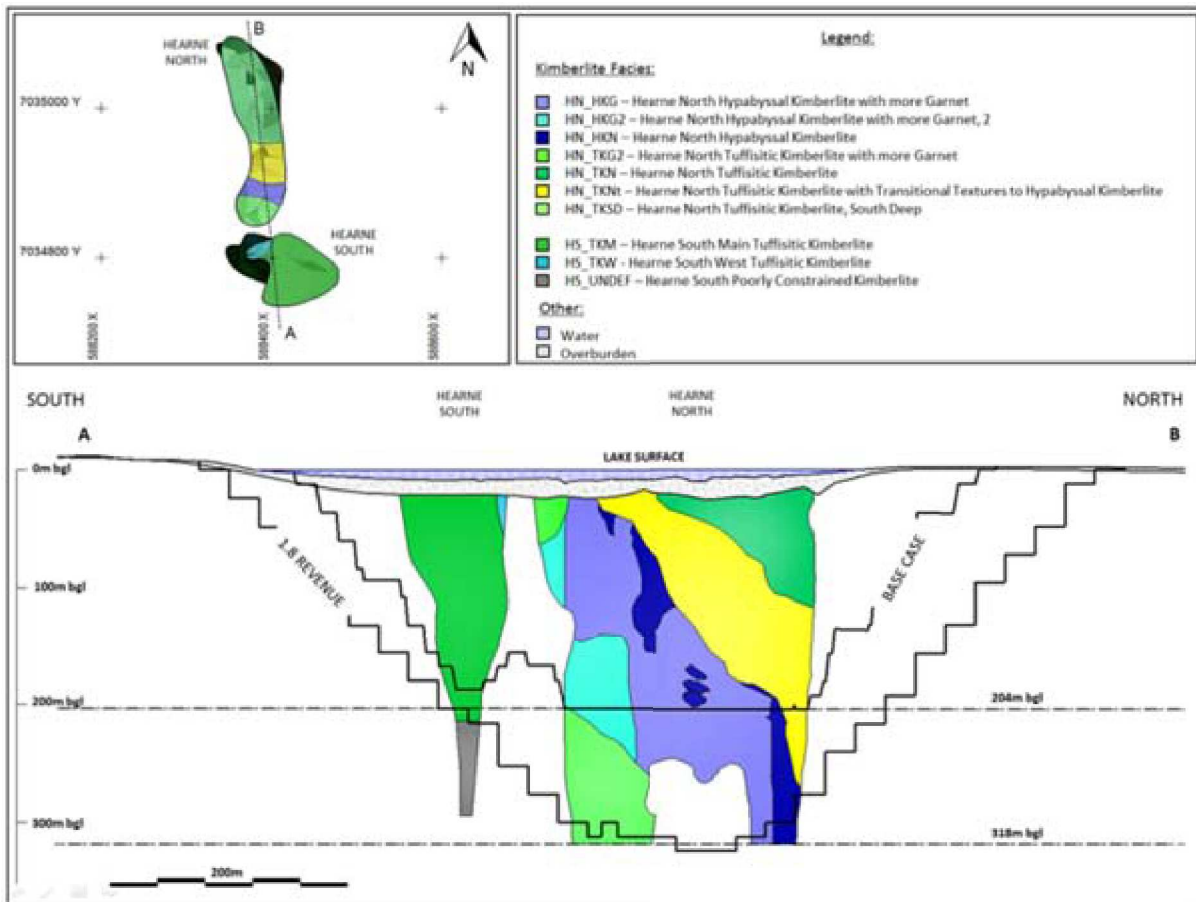 B
HEARNE
NORTH
N
7035000 Y
HEARNE
SOUTH
7034800 Y
A
588200 X
588400 X
588600 X
Legend:
Kimberlite Facies:
HN_HKG – Hearne North Hypabyssal Kimberlite with more Garnet
HN_HKG2 – Hearne North Hypabyssal Kimberlite with more Garnet, 2
HN_HKN – Hearne North Hypabyssal Kimberlite
HN_TKG2 – Hearne North Tuffisitic Kimberlite with more Garnet
HN_TKN – Hearne North Tuffisitic Kimberlite
HN_TKNt – Hearne North Tuffisitic Kimberlite with Transitional Textures to Hypabyssal Kimberlite
HN_TKSD – Hearne North Tuffisitic Kimberlite, South Deep
HS_TKM – Hearne South Main Tuffisitic Kimberlite
HS_TKW - Hearne South West Tuffisitic Kimberlite
HS_UNDEF – Hearne South Poorly Constrained Kimberlite
Other:
Water
Overburden
SOUTH
HEARNE
SOUTH
HEARNE
NORTH
NORTH
A
B
LAKE SURFACE
0m bgl
1.8 REVENUE
BASE CASE
100m bgl
200m bgl
204m bgl
300m bgl
318m bgl
200m